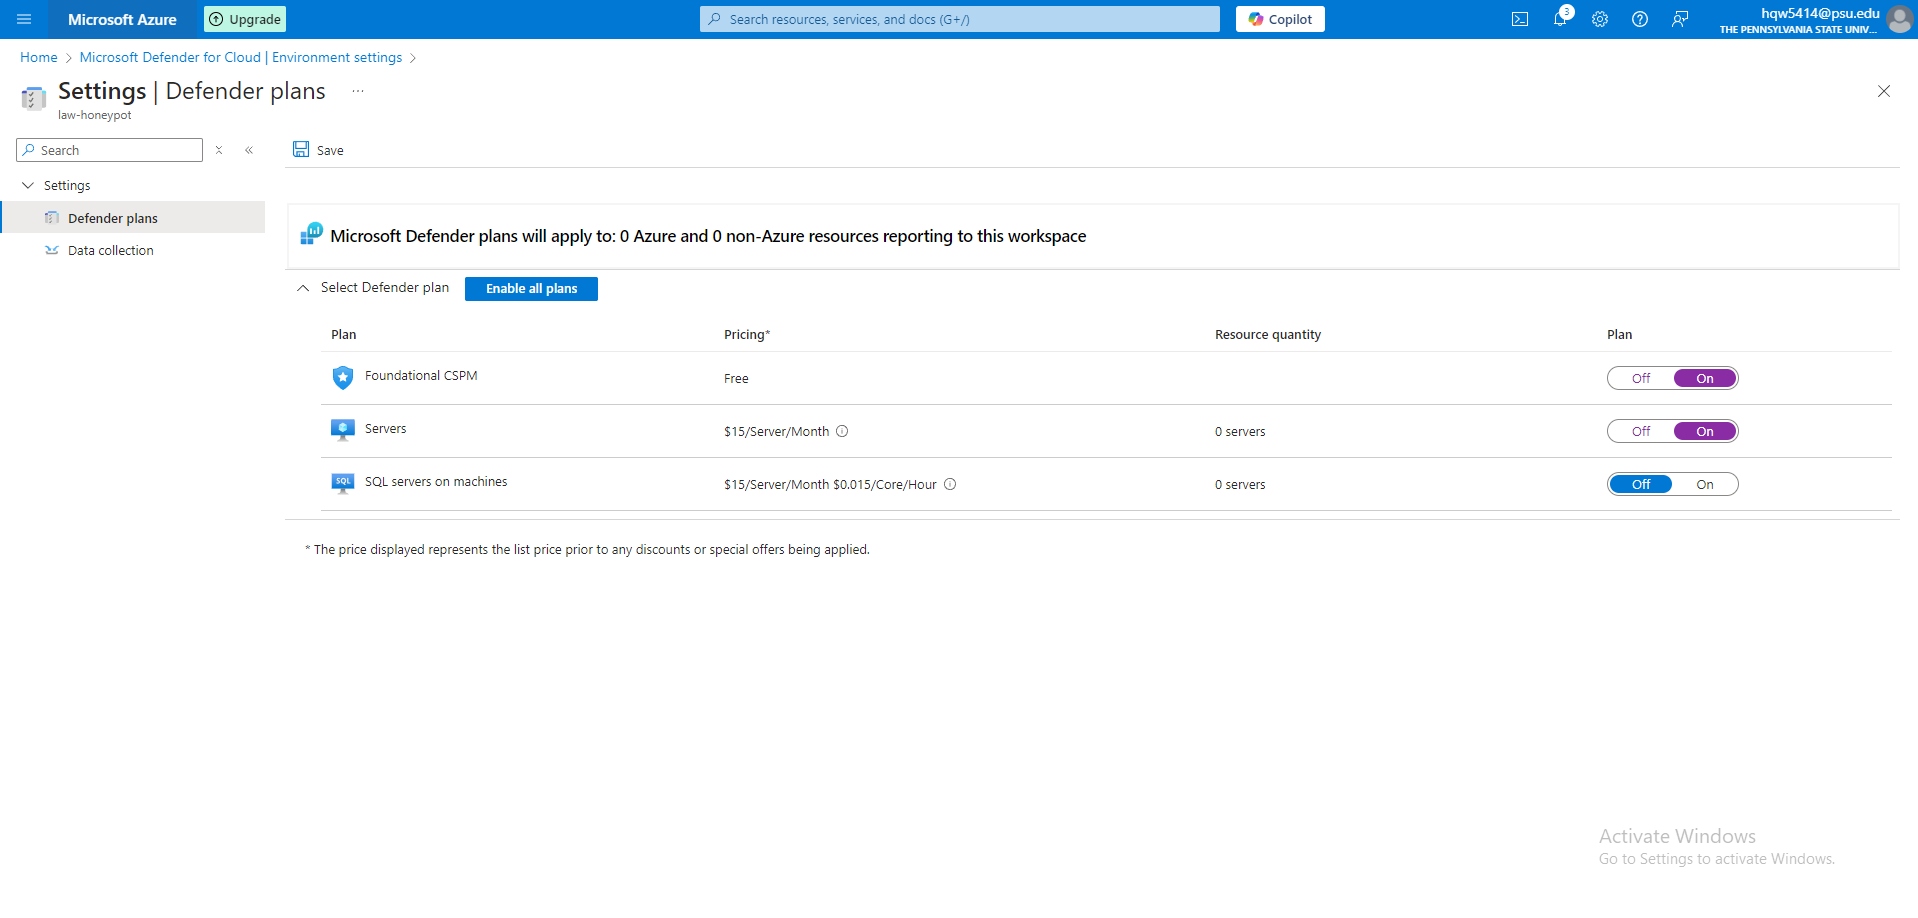 Microsoft Azure
Upgrade
Search resources, services, and docs (G+/)
Copilot
3
hqw5414@psu.edu
THE PENNSYLVANIA STATE UNIV...
Home > Microsoft Defender for Cloud | Environment settings >
Settings | Defender plans ...
law-honeypot
Search
Save
Settings
Defender plans
Data collection
Microsoft Defender plans will apply to: 0 Azure and 0 non-Azure resources reporting to this workspace
Select Defender plan Enable all plans
Plan Pricing* Resource quantity Plan
Foundational CSPM Free Off On
Servers $15/Server/Month 0 servers Off On
SQL SQL servers on machines $15/Server/Month $0.015/Core/Hour 0 servers Off On
* The price displayed represents the list price prior to any discounts or special offers being applied.
Activate Windows
Go to Settings to activate Windows.